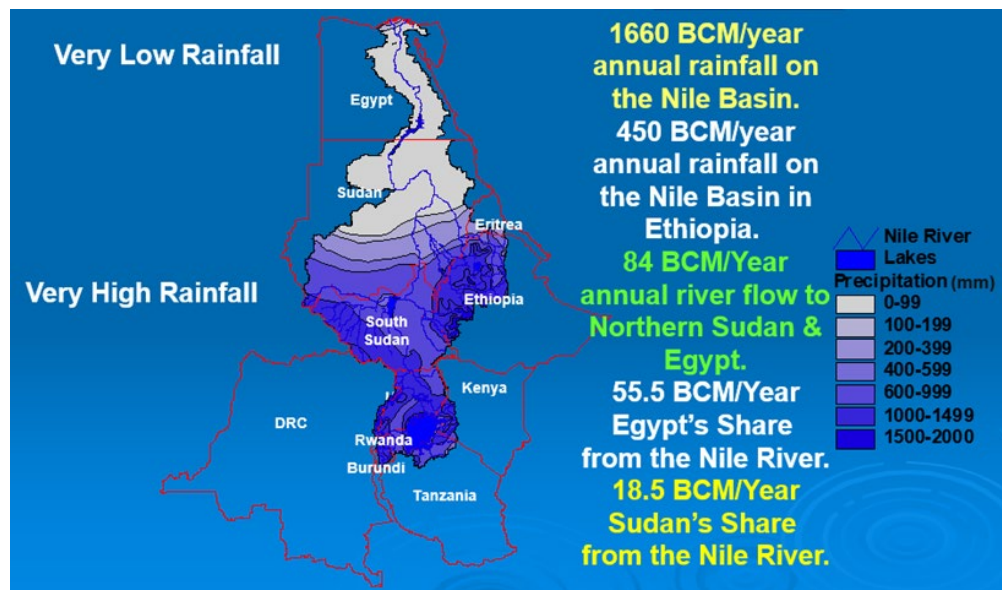 Very Low Rainfall
Very High Rainfall
Egypt
Sudan
Eritrea
Ethiopia
South
Sudan
Kenya
DRC
Rwanda
Burundi
Tanzania
1660 BCM/year
annual rainfall on
the Nile Basin.
450 BCM/year
annual rainfall on
the Nile Basin in
Ethiopia.
84 BCM/Year
annual river flow to
Northern Sudan &
Egypt.
55.5 BCM/Year
Egypt's Share
from the Nile River.
18.5 BCM/Year
Sudan's Share
from the Nile River.
Nile River
Lakes
Precipitation (mm)
0-99
100-199
200-399
400-599
600-999
1000-1499
1500-2000